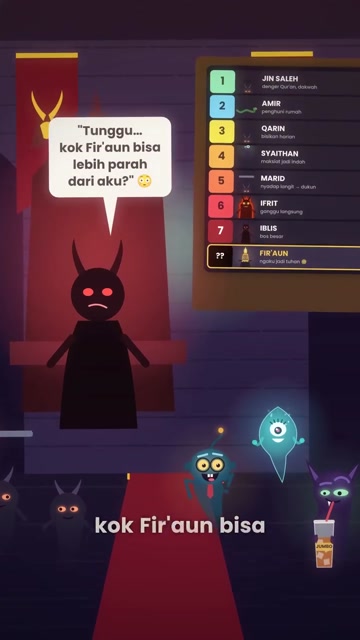 "Tunggu...
kok Fir'aun bisa
lebih parah
dari aku?" 😳
1 JIN SALEH
denger Qur'an, dakwah
2 AMIR
penghuni rumah
3 QARIN
bisikan harian
4 SYAITHAN
maksiat jadi indah
5 MARID
nyadap langit → dukun
6 IFRIT
ganggu langsung
7 IBLIS
bos besar
?? FIR'AUN
ngaku jadi tuhan
JUMBO
kok Fir'aun bisa